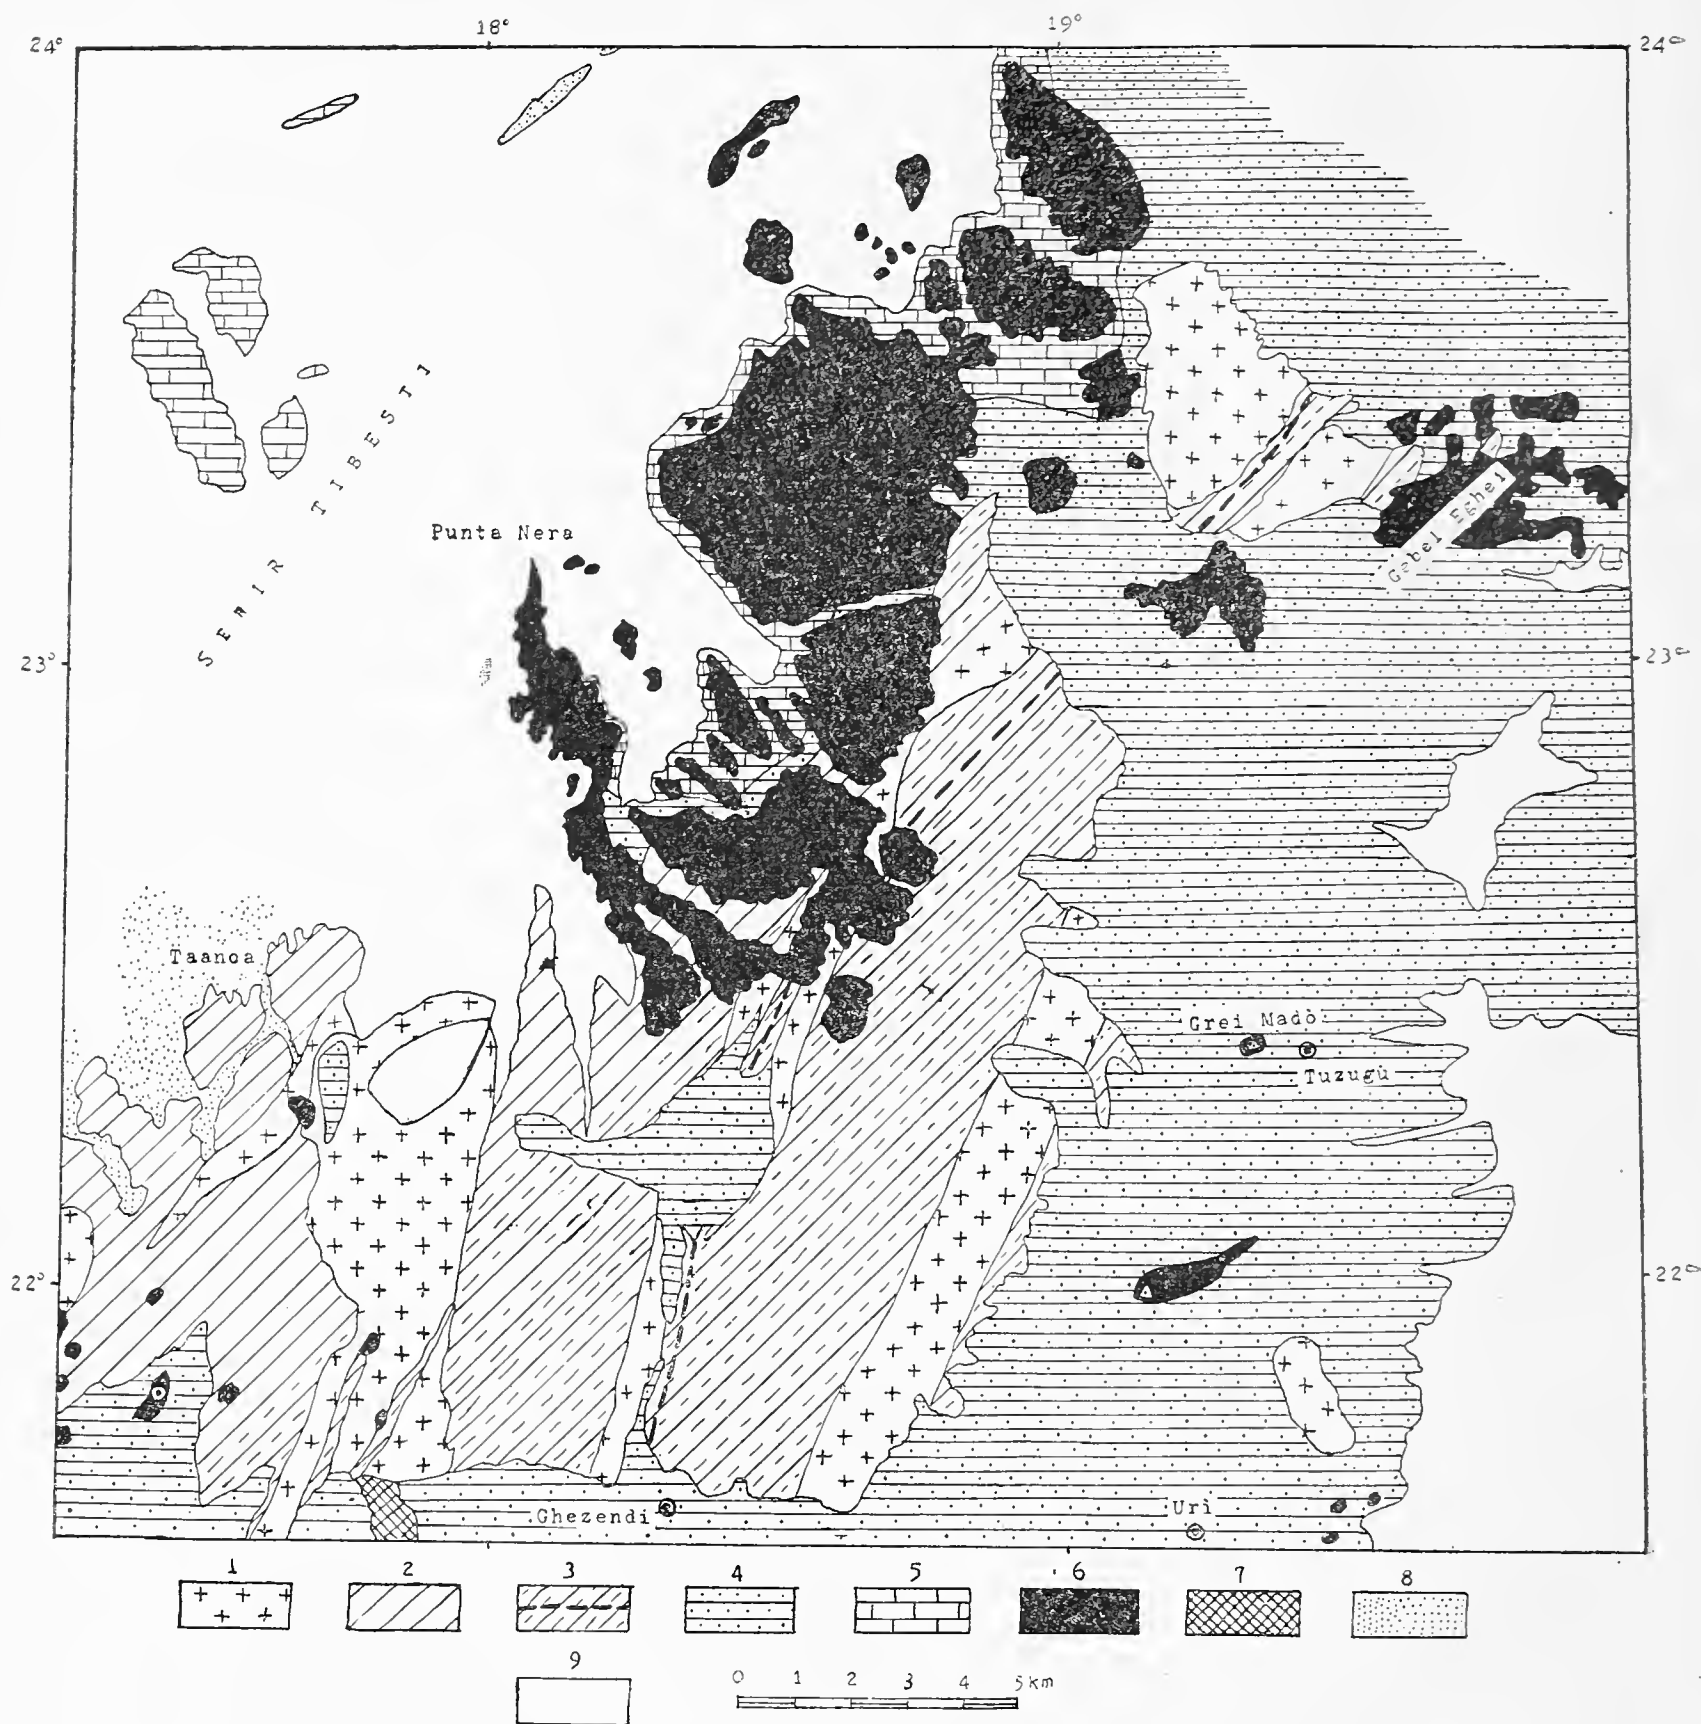 18° 19°
24° 24°
SERIR TIBESTI
Punta Nera
Gebel Eghei
23° 23°
Taanoa
Grei Madò
Tuzugù
22° 22°
Ghezendi
Uri
1 2 3 4 5 6 7 8
9
0 1 2 3 4 5 km